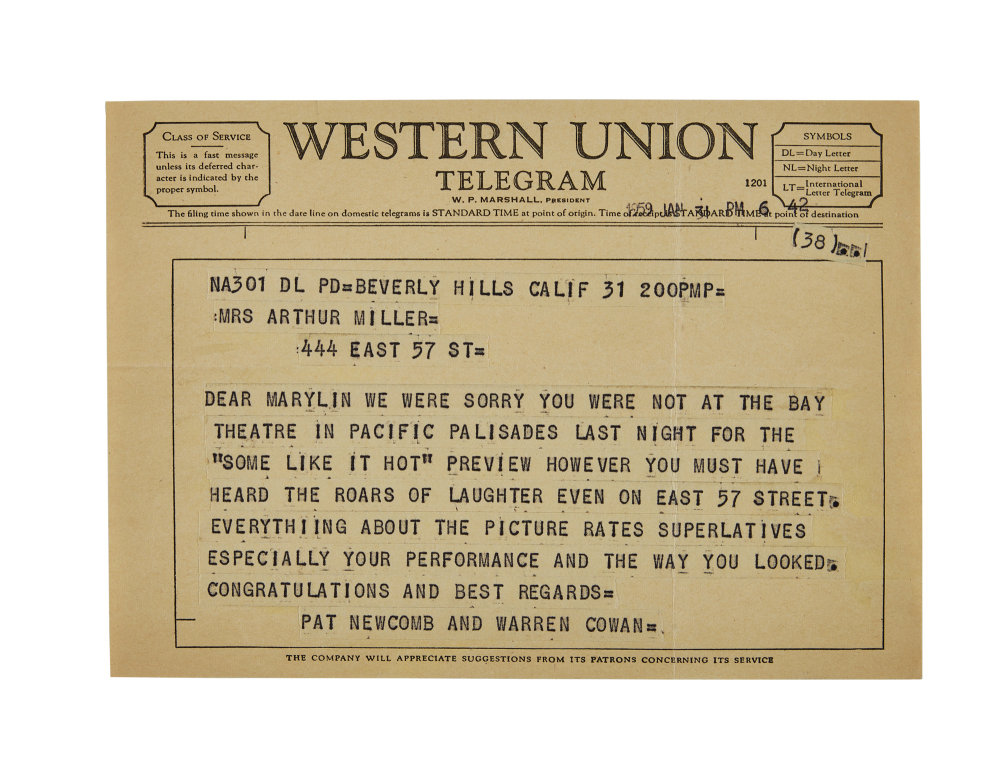 CLASS OF SERVICE
This is a fast message
unless its deferred char-
acter is indicated by the
proper symbol.
WESTERN UNION
TELEGRAM
W. P. MARSHALL, PRESIDENT
1201
SYMBOLS
DL=Day Letter
NL=Night Letter
LT=International Letter Telegram
The filing time shown in the date line on domestic telegrams is STANDARD TIME at point of origin. Time of receipt is STANDARD TIME at point of destination
1959 JAN 31 PM 6 42
(38)
NA301 DL PD=BEVERLY HILLS CALIF 31 200PMP=
:MRS ARTHUR MILLER=
:444 EAST 57 ST=
DEAR MARYLIN WE WERE SORRY YOU WERE NOT AT THE BAY
THEATRE IN PACIFIC PALISADES LAST NIGHT FOR THE
"SOME LIKE IT HOT" PREVIEW HOWEVER YOU MUST HAVE
HEARD THE ROARS OF LAUGHTER EVEN ON EAST 57 STREET.
EVERYTHIING ABOUT THE PICTURE RATES SUPERLATIVES
ESPECIALLY YOUR PERFORMANCE AND THE WAY YOU LOOKED.
CONGRATULATIONS AND BEST REGARDS=
PAT NEWCOMB AND WARREN COWAN=.
THE COMPANY WILL APPRECIATE SUGGESTIONS FROM ITS PATRONS CONCERNING ITS SERVICE